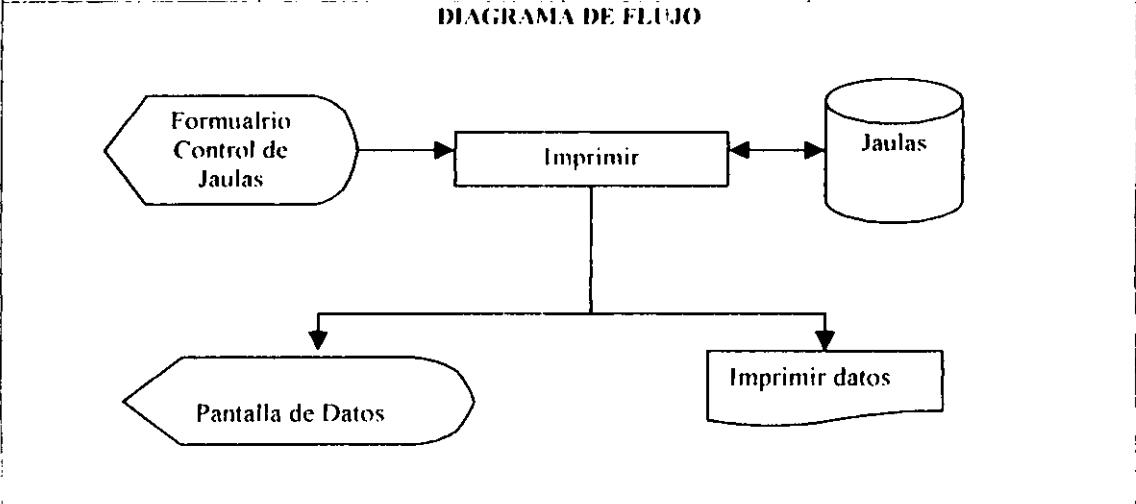 DIAGRAMA DE FLUJO
Formualrio
Control de
Jaulas
Imprimir
Jaulas
Pantalla de Datos
Imprimir datos